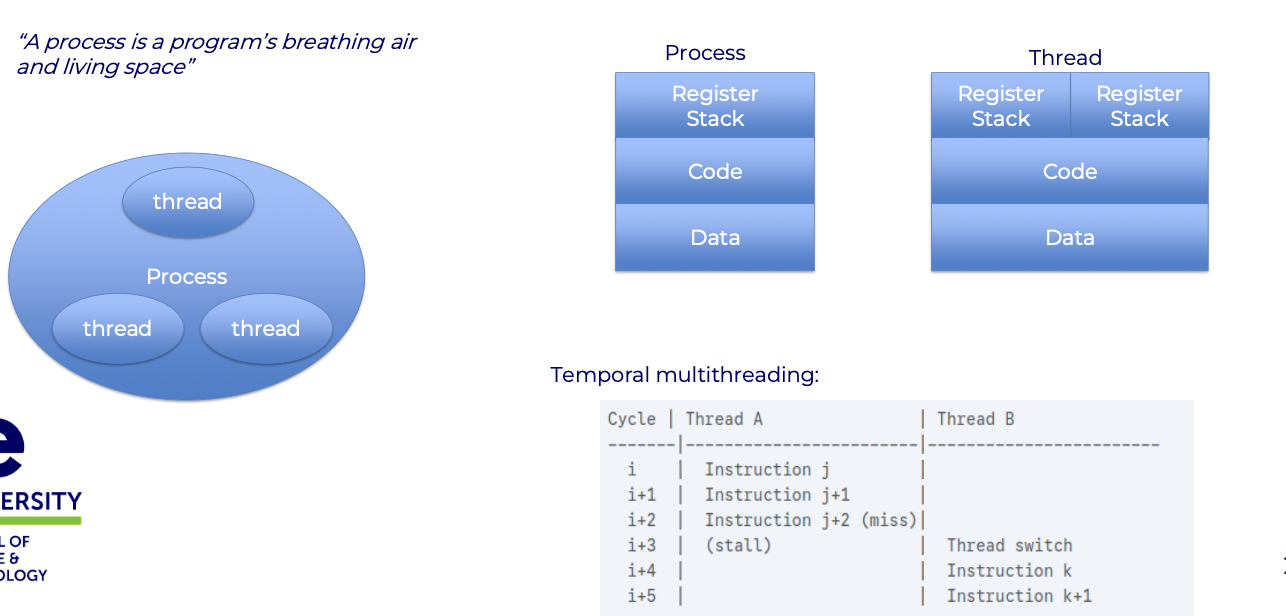 “A process is a program’s breathing air
and living space”
thread
Process
thread
thread
e
ERSITY
L OF
E &
OLOGY
Process
Register
Stack
Code
Data
Thread
Register
Stack
Register
Stack
Code
Data
Temporal multithreading:
Cycle | Thread A | Thread B
-------|------------------------|------------------------
i | Instruction j |
i+1 | Instruction j+1 |
i+2 | Instruction j+2 (miss)|
i+3 | (stall) | Thread switch
i+4 | | Instruction k
i+5 | | Instruction k+1